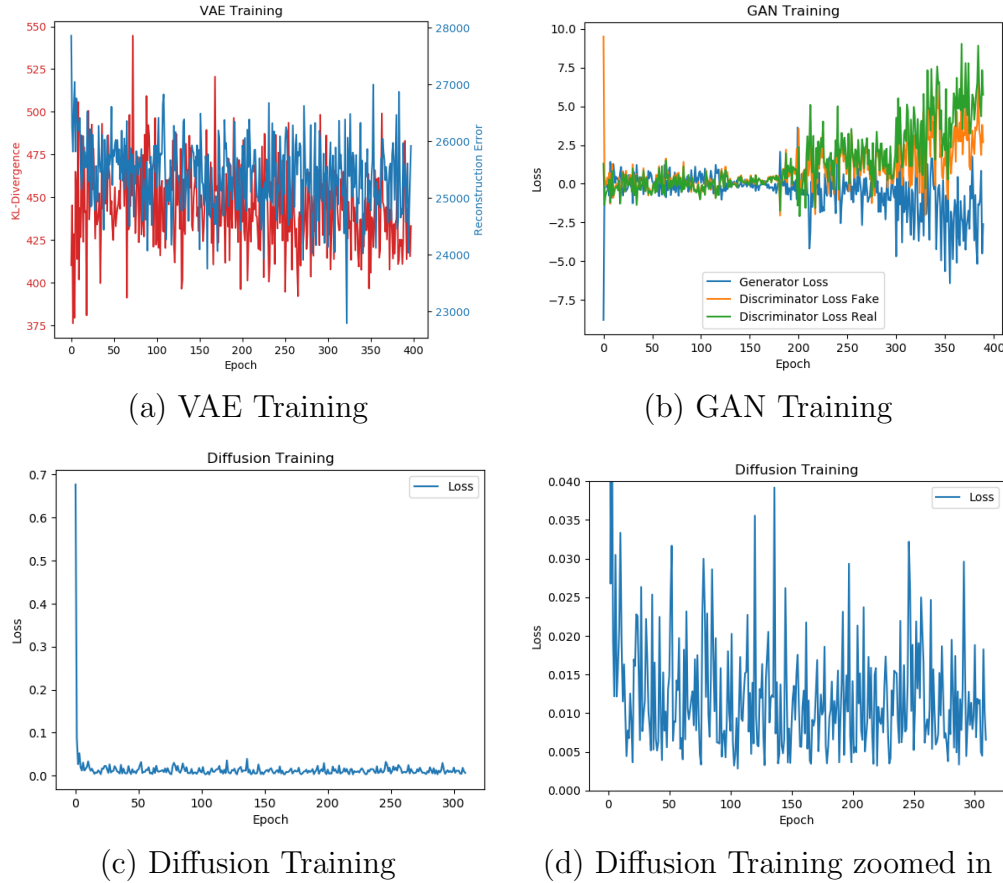 VAE Training
550
525
500
475
450
425
400
375
KL-Divergence
28000
27000
26000
25000
24000
23000
Reconstruction Error
0 50 100 150 200 250 300 350 400
Epoch
(a) VAE Training
GAN Training
10.0
7.5
5.0
2.5
0.0
−2.5
−5.0
−7.5
Loss
Generator Loss
Discriminator Loss Fake
Discriminator Loss Real
0 50 100 150 200 250 300 350 400
Epoch
(b) GAN Training
Diffusion Training
0.7
0.6
0.5
0.4
0.3
0.2
0.1
0.0
Loss
Loss
0 50 100 150 200 250 300
Epoch
(c) Diffusion Training
Diffusion Training
0.040
0.035
0.030
0.025
0.020
0.015
0.010
0.005
0.000
Loss
Loss
0 50 100 150 200 250 300
Epoch
(d) Diffusion Training zoomed in